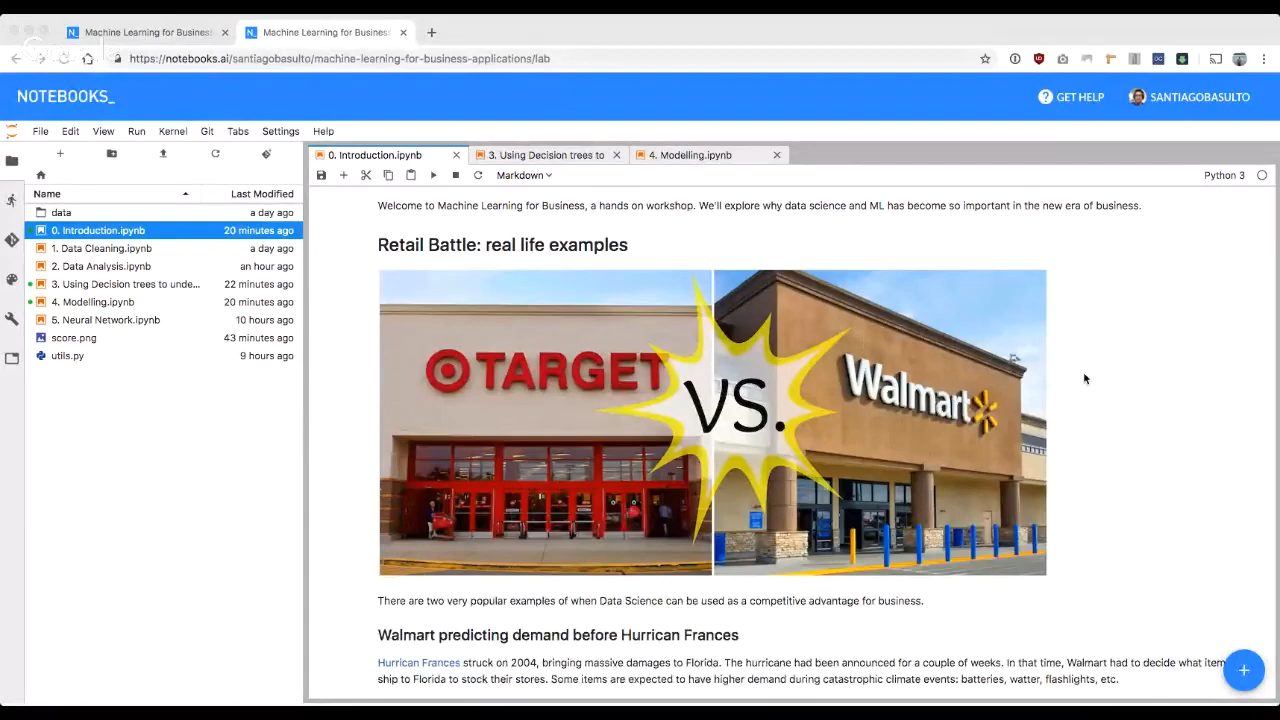 Machine Learning for Business
Machine Learning for Business
https://notebooks.ai/santiagobasulto/machine-learning-for-business-applications/lab
NOTEBOOKS_
GET HELP
SANTIAGOBASULTO
File Edit View Run Kernel Git Tabs Settings Help
0. Introduction.ipynb
3. Using Decision trees to
4. Modelling.ipynb
Markdown
Python 3
Name Last Modified
data a day ago
0. Introduction.ipynb 20 minutes ago
1. Data Cleaning.ipynb a day ago
2. Data Analysis.ipynb an hour ago
3. Using Decision trees to unde... 22 minutes ago
4. Modelling.ipynb 20 minutes ago
5. Neural Network.ipynb 10 hours ago
score.png 43 minutes ago
utils.py 9 hours ago
Welcome to Machine Learning for Business, a hands on workshop. We'll explore why data science and ML has become so important in the new era of business.
Retail Battle: real life examples
TARGET
VS.
Walmart
There are two very popular examples of when Data Science can be used as a competitive advantage for business.
Walmart predicting demand before Hurrican Frances
Hurrican Frances struck on 2004, bringing massive damages to Florida. The hurricane had been announced for a couple of weeks. In that time, Walmart had to decide what item
ship to Florida to stock their stores. Some items are expected to have higher demand during catastrophic climate events: batteries, watter, flashlights, etc.